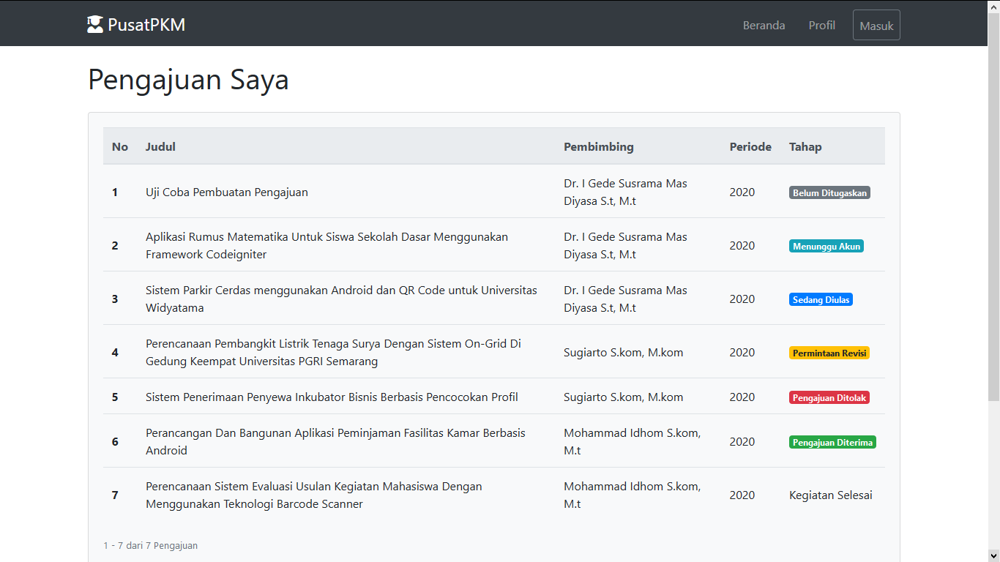 PusatPKM
Beranda Profil Masuk
Pengajuan Saya
No Judul Pembimbing Periode Tahap
1 Uji Coba Pembuatan Pengajuan Dr. I Gede Susrama Mas Diyasa S.t, M.t 2020 Belum Ditugaskan
2 Aplikasi Rumus Matematika Untuk Siswa Sekolah Dasar Menggunakan Framework Codeigniter Dr. I Gede Susrama Mas Diyasa S.t, M.t 2020 Menunggu Akun
3 Sistem Parkir Cerdas menggunakan Android dan QR Code untuk Universitas Widyatama Dr. I Gede Susrama Mas Diyasa S.t, M.t 2020 Sedang Diulas
4 Perencanaan Pembangkit Listrik Tenaga Surya Dengan Sistem On-Grid Di Gedung Keempat Universitas PGRI Semarang Sugiarto S.kom, M.kom 2020 Permintaan Revisi
5 Sistem Penerimaan Penyewa Inkubator Bisnis Berbasis Pencocokan Profil Sugiarto S.kom, M.kom 2020 Pengajuan Ditolak
6 Perancangan Dan Bangunan Aplikasi Peminjaman Fasilitas Kamar Berbasis Android Mohammad Idhom S.kom, M.t 2020 Pengajuan Diterima
7 Perencanaan Sistem Evaluasi Usulan Kegiatan Mahasiswa Dengan Menggunakan Teknologi Barcode Scanner Mohammad Idhom S.kom, M.t 2020 Kegiatan Selesai
1 - 7 dari 7 Pengajuan